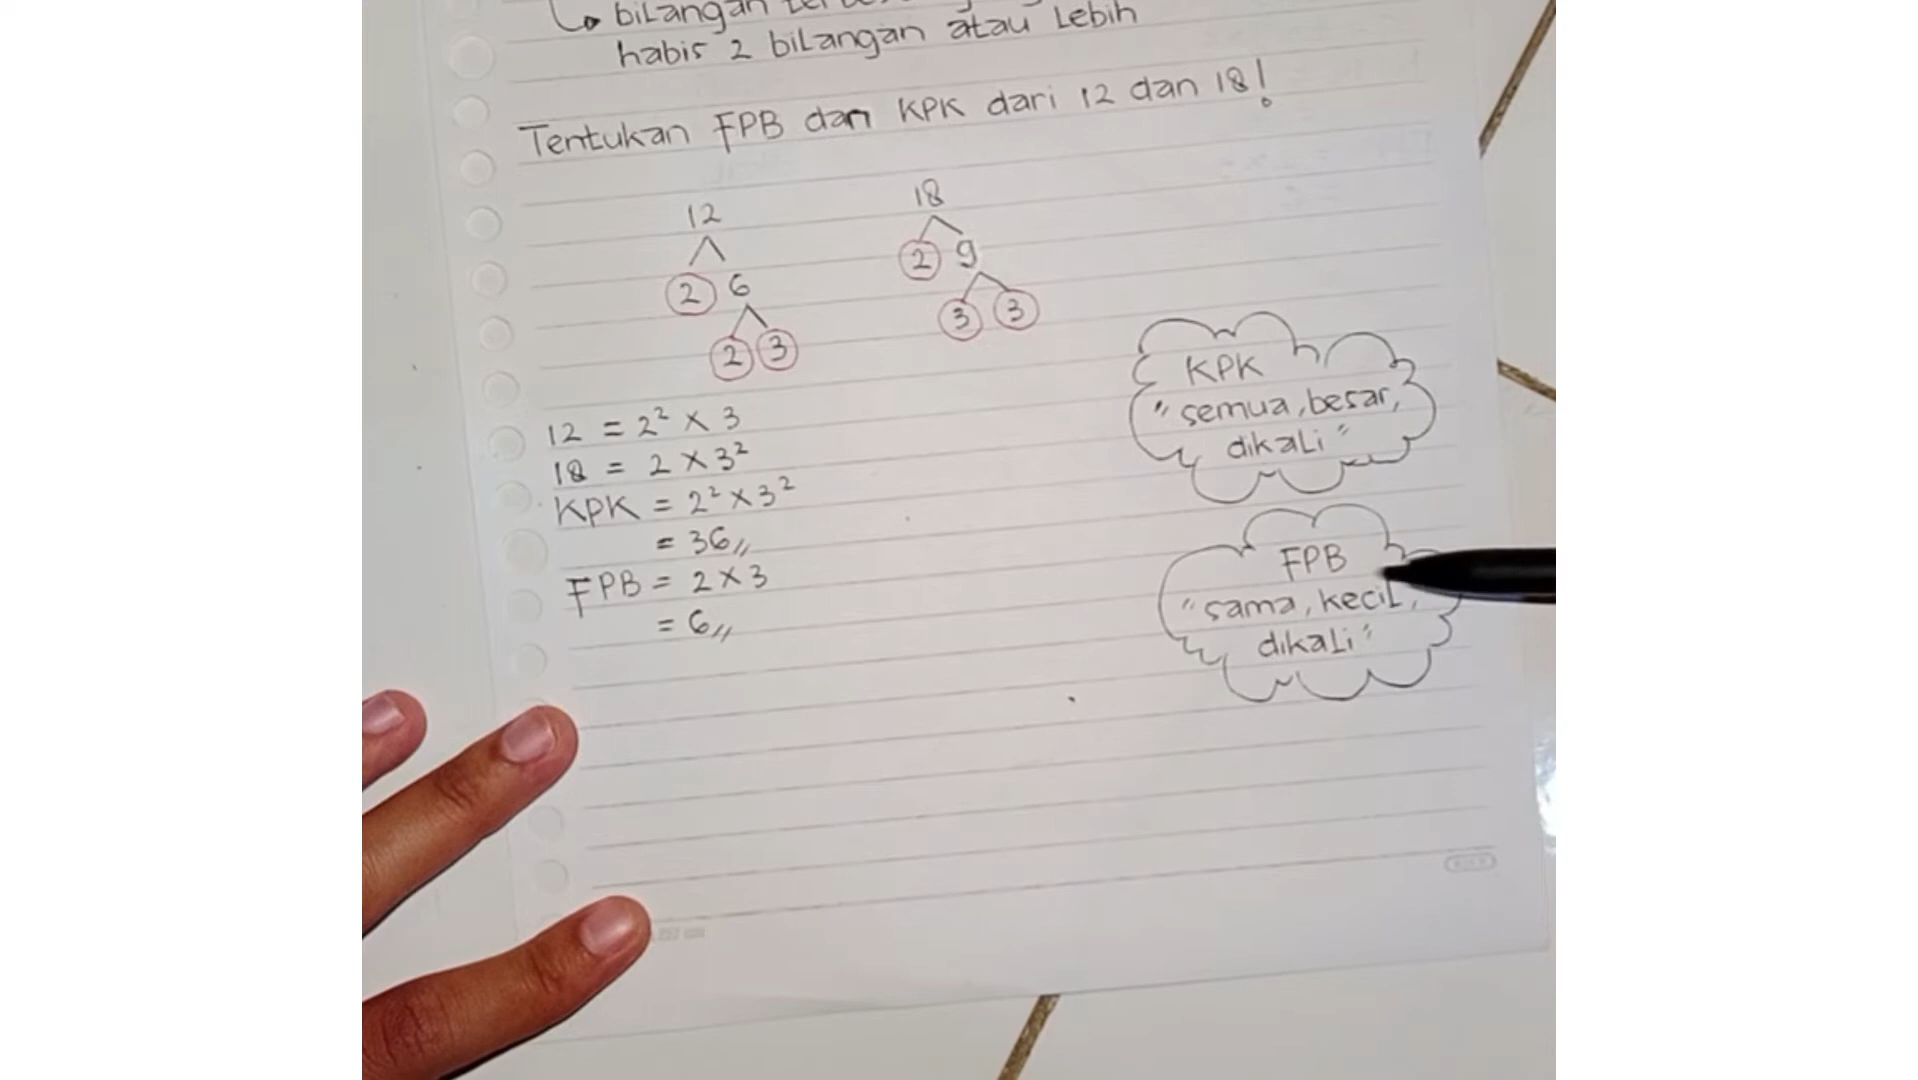 bilangan
habis 2 bilangan atau Lebih
Tentukan FPB dan KPK dari 12 dan 18!
12
2 6
2 3
18
2 9
3 3
12 = 2² × 3
18 = 2 × 3²
KPK = 2² × 3²
= 36 //
FPB = 2 × 3
= 6 //
KPK
"semua, besar,
dikali"
FPB
"sama, kecil,
dikali"